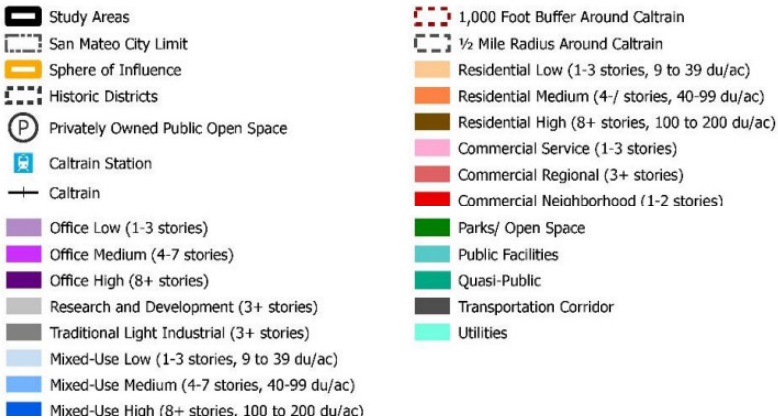 Study Areas
San Mateo City Limit
Sphere of Influence
Historic Districts
P Privately Owned Public Open Space
Caltrain Station
Caltrain
Office Low (1-3 stories)
Office Medium (4-7 stories)
Office High (8+ stories)
Research and Development (3+ stories)
Traditional Light Industrial (3+ stories)
Mixed-Use Low (1-3 stories, 9 to 39 du/ac)
Mixed-Use Medium (4-7 stories, 40-99 du/ac)
Mixed-Use High (8+ stories, 100 to 200 du/ac)
1,000 Foot Buffer Around Caltrain
½ Mile Radius Around Caltrain
Residential Low (1-3 stories, 9 to 39 du/ac)
Residential Medium (4-/ stories, 40-99 du/ac)
Residential High (8+ stories, 100 to 200 du/ac)
Commercial Service (1-3 stories)
Commercial Regional (3+ stories)
Commercial Neighborhood (1-2 stories)
Parks/ Open Space
Public Facilities
Quasi-Public
Transportation Corridor
Utilities